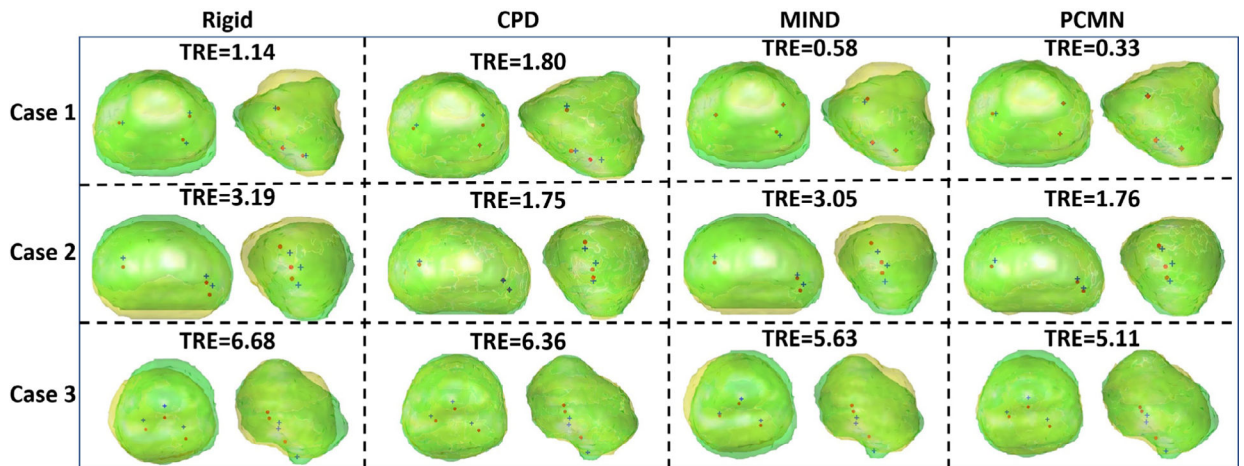 Rigid CPD MIND PCMN
TRE=1.14 TRE=1.80 TRE=0.58 TRE=0.33
Case 1
TRE=3.19 TRE=1.75 TRE=3.05 TRE=1.76
Case 2
TRE=6.68 TRE=6.36 TRE=5.63 TRE=5.11
Case 3